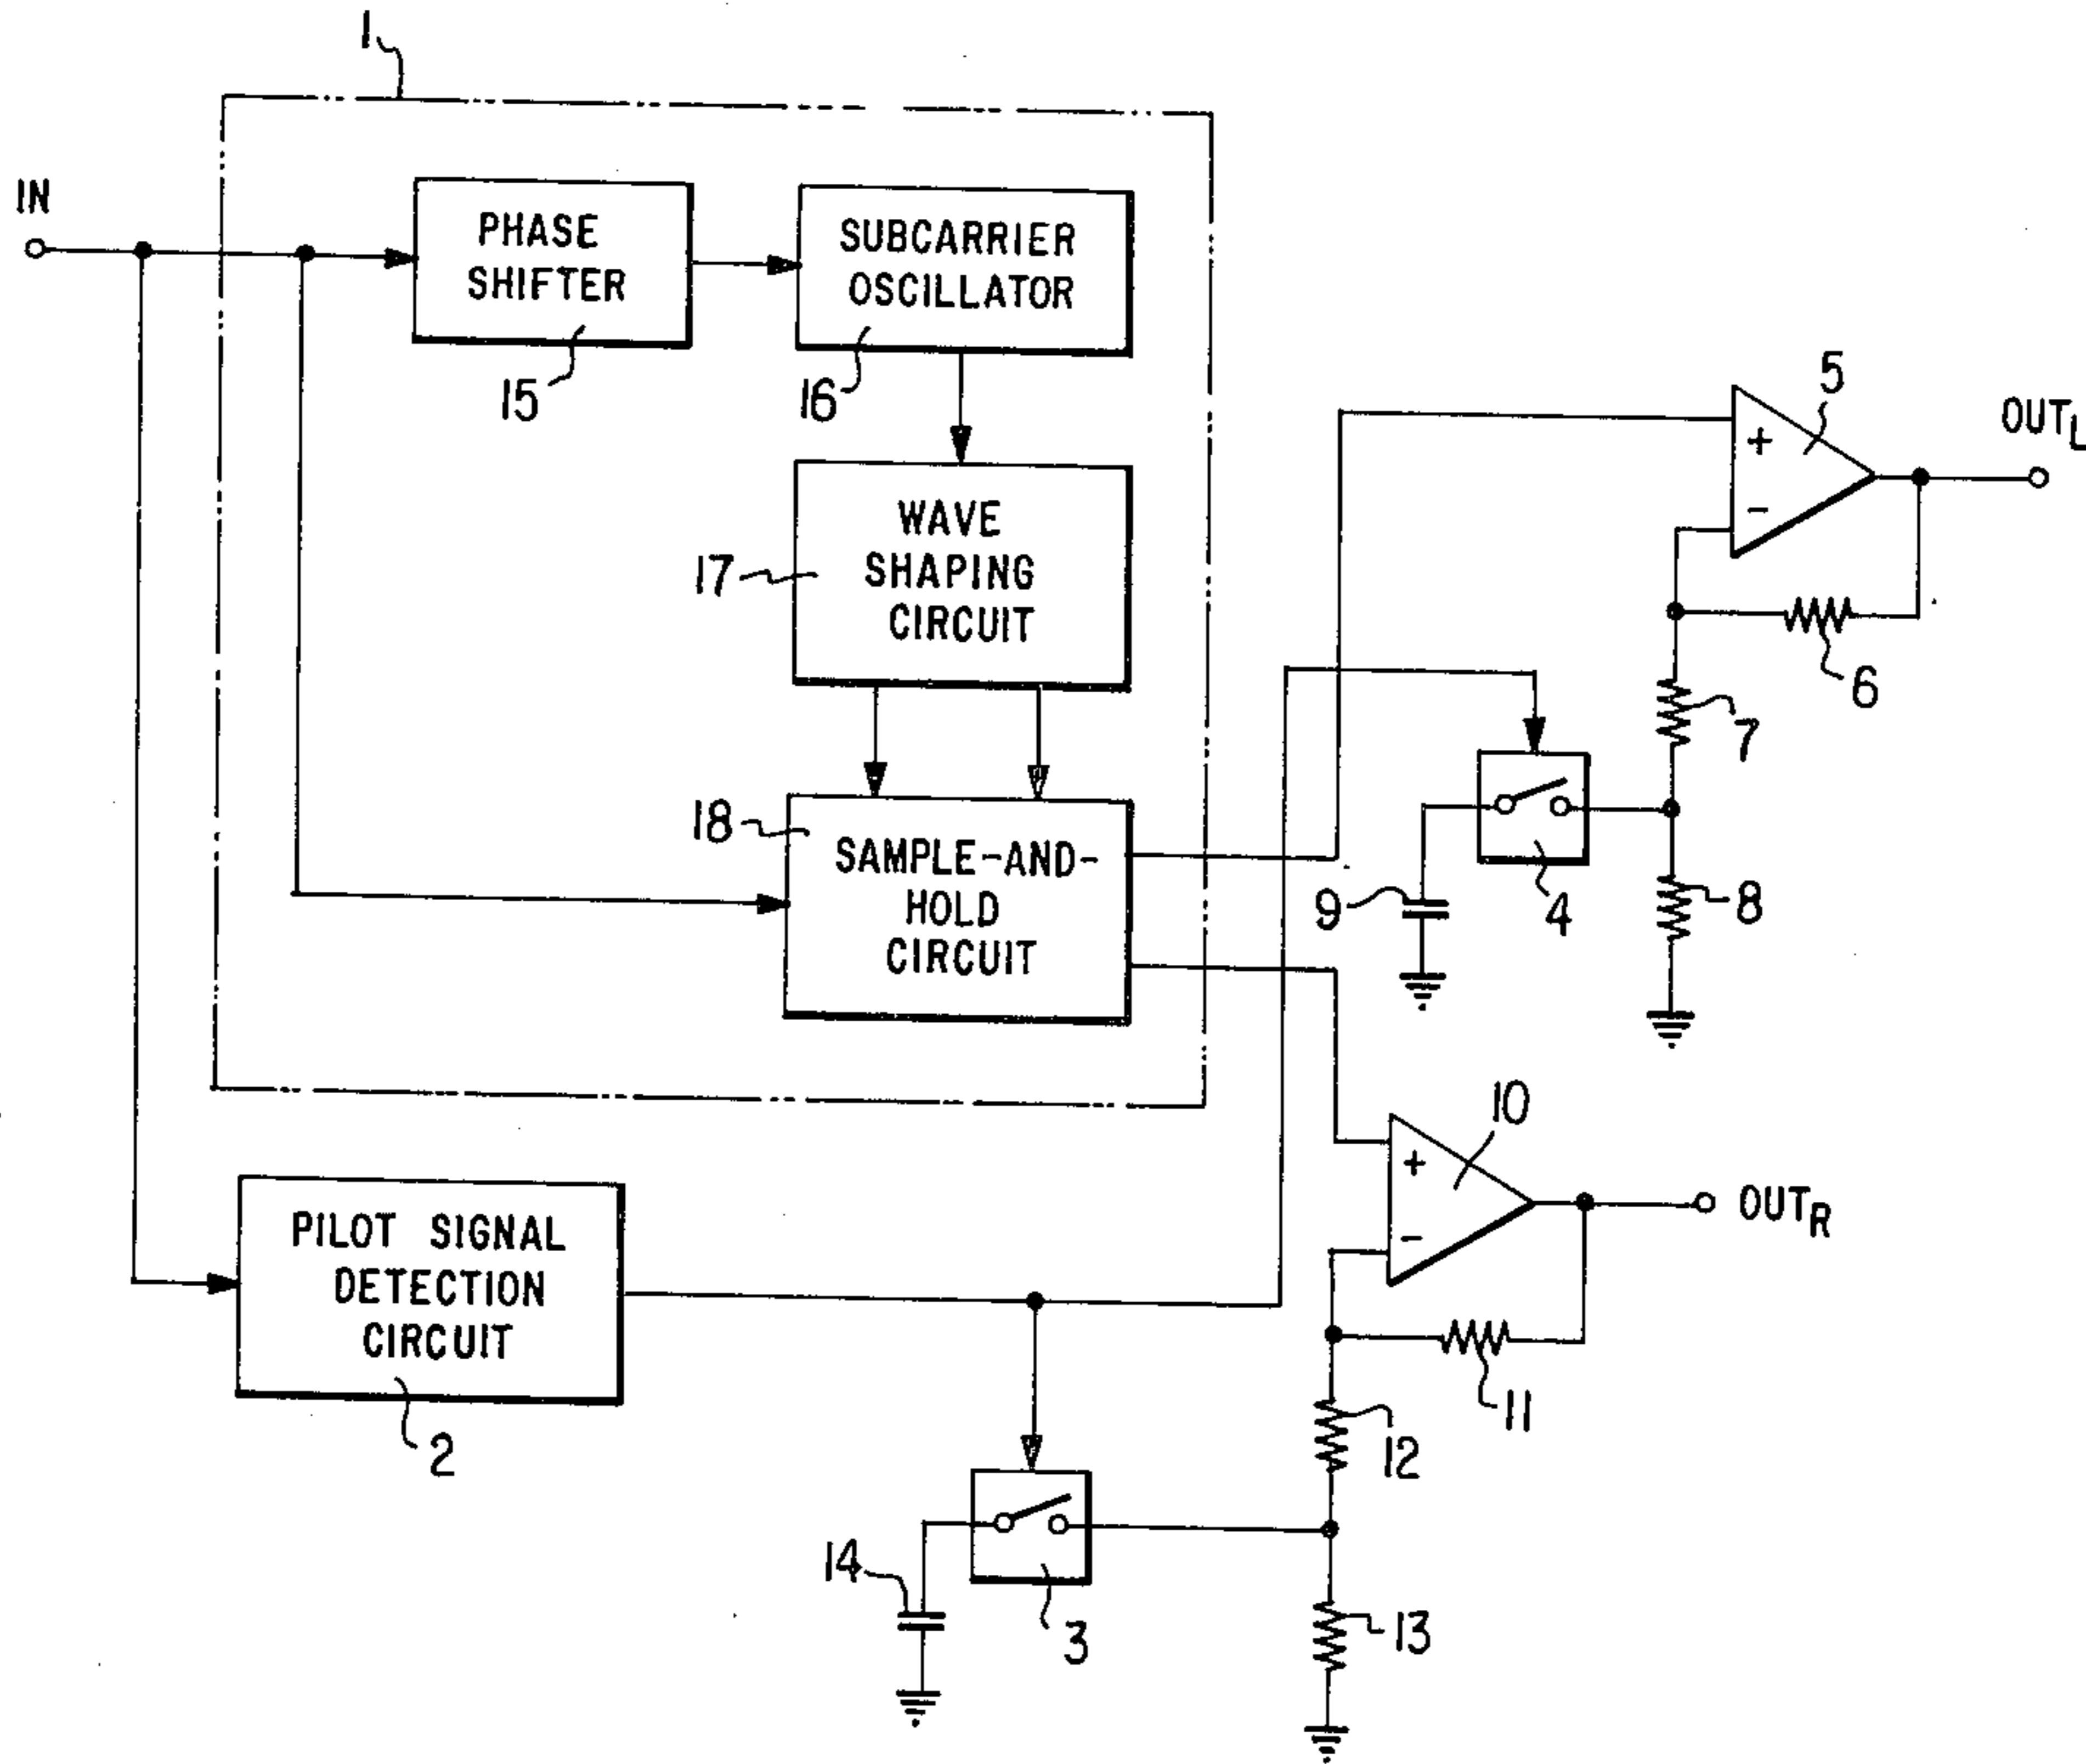 1
IN
PHASE
SHIFTER
15
SUBCARRIER
OSCILLATOR
16
WAVE
SHAPING
CIRCUIT
17
18
SAMPLE-AND-
HOLD
CIRCUIT
5
+
-
OUTL
6
7
4
9
8
10
+
-
OUTR
PILOT SIGNAL
DETECTION
CIRCUIT
2
11
12
14
3
13